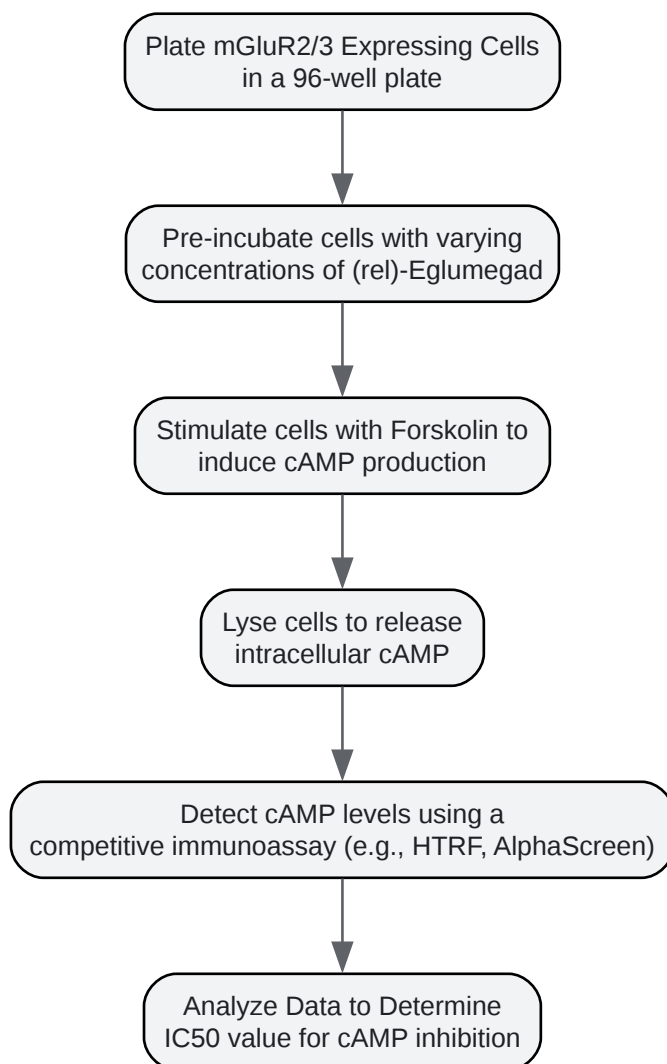 Plate mGluR2/3 Expressing Cells
in a 96-well plate
Pre-incubate cells with varying
concentrations of (rel)-Eglumegad
Stimulate cells with Forskolin to
induce cAMP production
Lyse cells to release
intracellular cAMP
Detect cAMP levels using a
competitive immunoassay (e.g., HTRF, AlphaScreen)
Analyze Data to Determine
IC50 value for cAMP inhibition